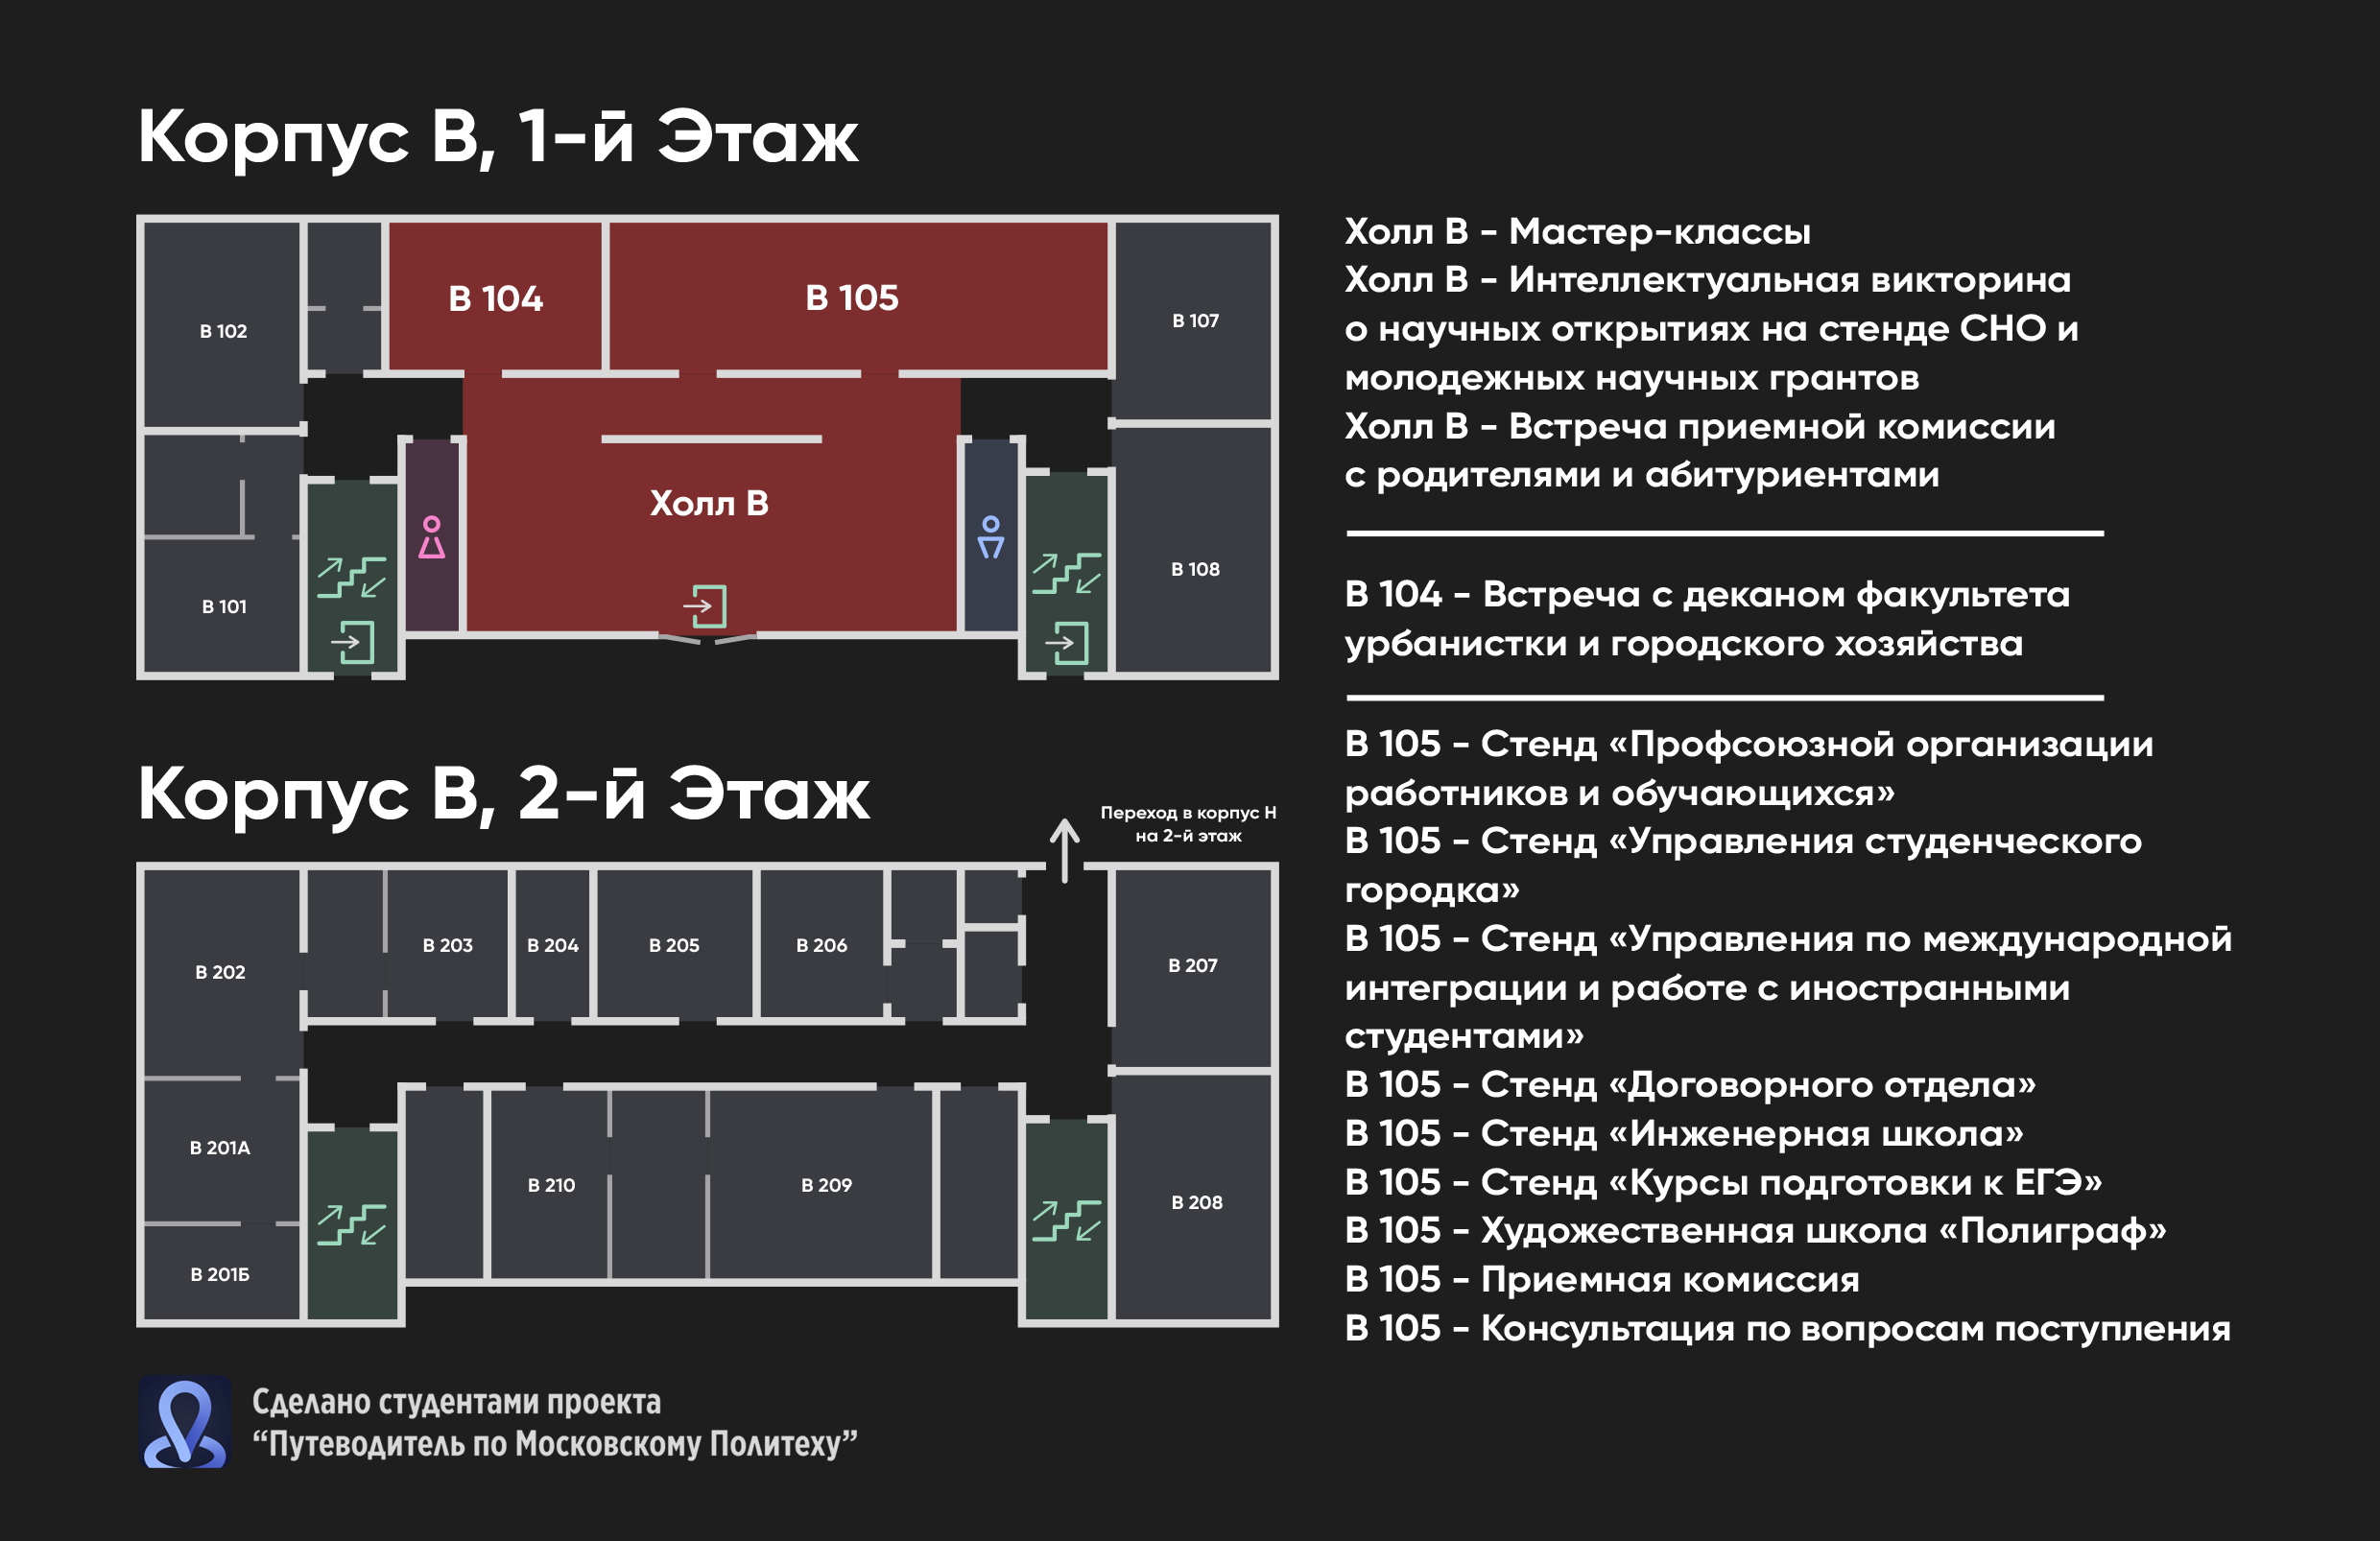 Корпус В, 1-й Этаж
В 102
В 104
В 105
В 107
Холл В
В 101
В 108
Корпус В, 2-й Этаж
Переход в корпус Н
на 2-й этаж
В 202
В 203
В 204
В 205
В 206
В 207
В 201А
В 210
В 209
В 208
В 201Б
Сделано студентами проекта
“Путеводитель по Московскому Политеху”
Холл В - Мастер-классы
Холл В - Интеллектуальная викторина
о научных открытиях на стенде СНО и
молодежных научных грантов
Холл В - Встреча приемной комиссии
с родителями и абитуриентами
В 104 - Встреча с деканом факультета
урбанистки и городского хозяйства
В 105 - Стенд «Профсоюзной организации
работников и обучающихся»
В 105 - Стенд «Управления студенческого
городка»
В 105 - Стенд «Управления по международной
интеграции и работе с иностранными
студентами»
В 105 - Стенд «Договорного отдела»
В 105 - Стенд «Инженерная школа»
В 105 - Стенд «Курсы подготовки к ЕГЭ»
В 105 - Художественная школа «Полиграф»
В 105 - Приемная комиссия
В 105 - Консультация по вопросам поступления